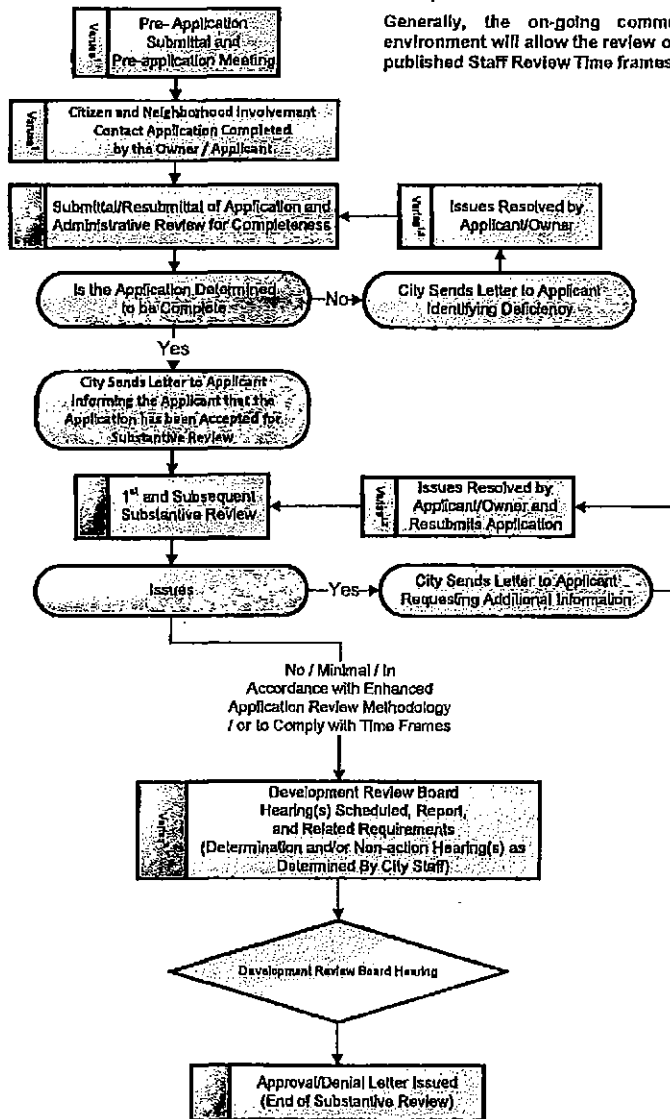 Generally, the on-going comm
environment will allow the review o
published Staff Review Time frames
Pre- Application
Submittal and
Pre-application Meeting
Varies
Citizen and Neighborhood Involvement
Contact Application Completed
by the Owner / Applicant
Varies
Submittal/Resubmittal of Application and
Administrative Review for Completeness
Issues Resolved by
Applicant/Owner
Varies
Is the Application Determined
to be Complete
No
City Sends Letter to Applicant
Identifying Deficiency
Yes
City Sends Letter to Applicant
Informing the Applicant that the
Application has been Accepted for
Substantive Review
1st and Subsequent
Substantive Review
Issues Resolved by
Applicant/Owner and
Resubmits Application
Varies
Issues
Yes
City Sends Letter to Applicant
Requesting Additional Information
No / Minimal / In
Accordance with Enhanced
Application Review Methodology
/ or to Comply with Time Frames
Development Review Board
Hearing(s) Scheduled, Report,
and Related Requirements
(Determination and/or Non-action Hearing(s) as
Determined By City Staff)
Varies
Development Review Board Hearing
Approval/Denial Letter Issued
(End of Substantive Review)